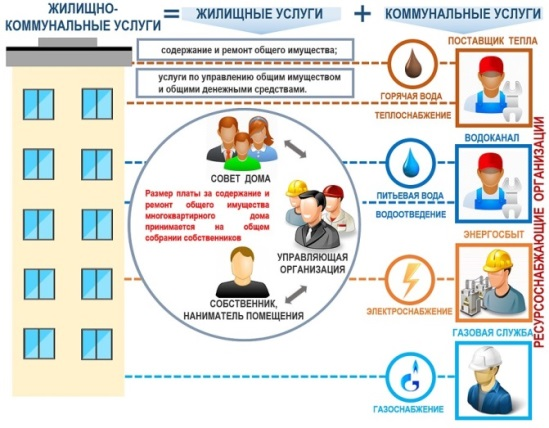 ЖИЛИЩНО-
КОММУНАЛЬНЫЕ УСЛУГИ
=
ЖИЛИЩНЫЕ УСЛУГИ
+
КОММУНАЛЬНЫЕ УСЛУГИ
содержание и ремонт общего имущества;
услуги по управлению общим имуществом
и общими денежными средствами.
СОВЕТ ДОМА
Размер платы за содержание и
ремонт общего имущества
многоквартирного дома
принимается на общем
собрании собственников
УПРАВЛЯЮЩАЯ
ОРГАНИЗАЦИЯ
СОБСТВЕННИК,
НАНИМАТЕЛЬ ПОМЕЩЕНИЯ
ПОСТАВЩИК ТЕПЛА
ГОРЯЧАЯ ВОДА
ТЕПЛОСНАБЖЕНИЕ
ВОДОКАНАЛ
ПИТЬЕВАЯ ВОДА
ВОДООТВЕДЕНИЕ
ЭНЕРГОСБЫТ
ЭЛЕКТРОСНАБЖЕНИЕ
ГАЗОВАЯ СЛУЖБА
ГАЗОСНАБЖЕНИЕ
РЕСУРСОСНАБЖАЮЩИЕ ОРГАНИЗАЦИИ